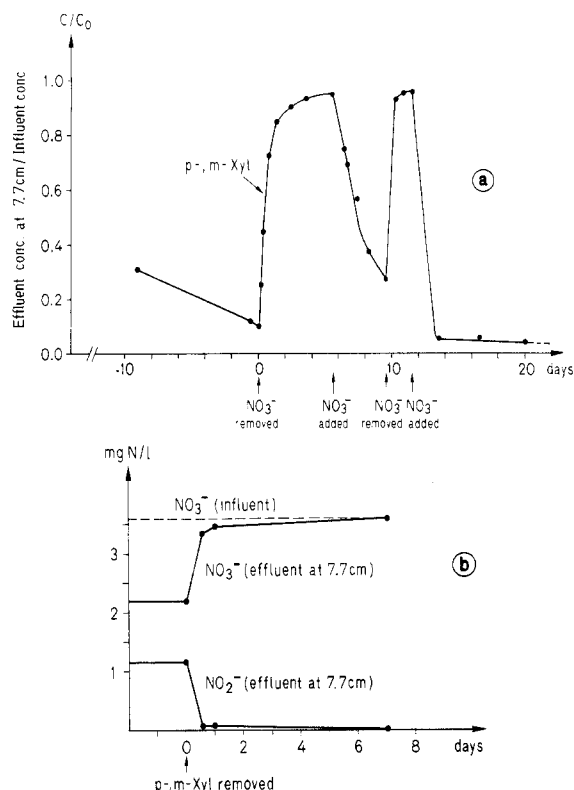 C/C₀
Effluent conc. at 7.7cm / Influent conc
1.0
0.8
0.6
0.4
0.2
0.0
p-, m-Xyl
a
-10
0
10
20
days
NO₃⁻ removed
NO₃⁻ added
NO₃⁻ removed
NO₃⁻ added
mg N/l
NO₃⁻ (influent)
3
NO₃⁻ (effluent at 7.7cm)
b
2
1
NO₂⁻ (effluent at 7.7cm)
0
2
4
6
8
days
p-,m-Xyl removed